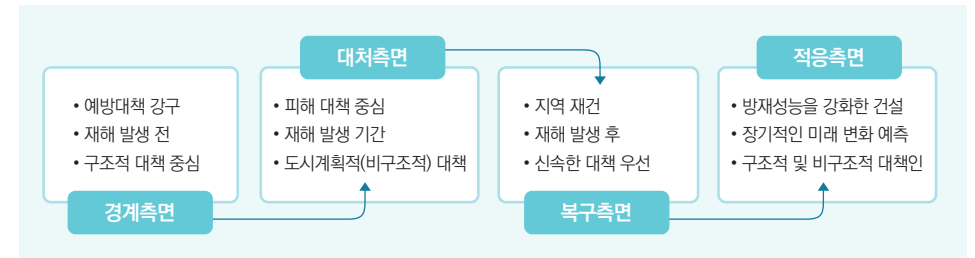 경계측면
• 예방대책 강구
• 재해 발생 전
• 구조적 대책 중심
대처측면
• 피해 대책 중심
• 재해 발생 기간
• 도시계획적(비구조적) 대책
복구측면
• 지역 재건
• 재해 발생 후
• 신속한 대책 우선
적응측면
• 방재성능을 강화한 건설
• 장기적인 미래 변화 예측
• 구조적 및 비구조적 대책인